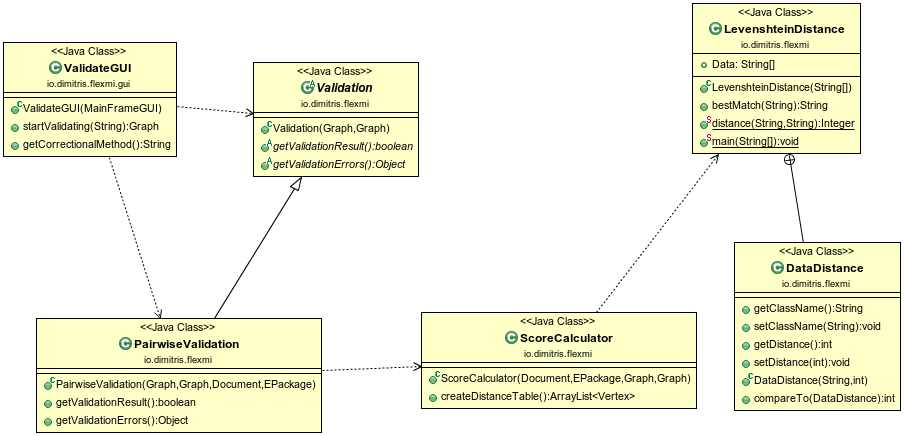 <<Java Class>>
ValidateGUI
io.dimitris.flexmi.gui
ValidateGUI(MainFrameGUI)
startValidating(String):Graph
getCorrectionalMethod():String
<<Java Class>>
Validation
io.dimitris.flexmi
Validation(Graph,Graph)
getValidationResult():boolean
getValidationErrors():Object
<<Java Class>>
LevenshteinDistance
io.dimitris.flexmi
Data: String[]
LevenshteinDistance(String[])
bestMatch(String):String
distance(String,String):Integer
main(String[]):void
<<Java Class>>
DataDistance
io.dimitris.flexmi
getClassName():String
setClassName(String):void
getDistance():int
setDistance(int):void
DataDistance(String,int)
compareTo(DataDistance):int
<<Java Class>>
PairwiseValidation
io.dimitris.flexmi
PairwiseValidation(Graph,Graph,Document,EPackage)
getValidationResult():boolean
getValidationErrors():Object
<<Java Class>>
ScoreCalculator
io.dimitris.flexmi
ScoreCalculator(Document,EPackage,Graph,Graph)
createDistanceTable():ArrayList<Vertex>